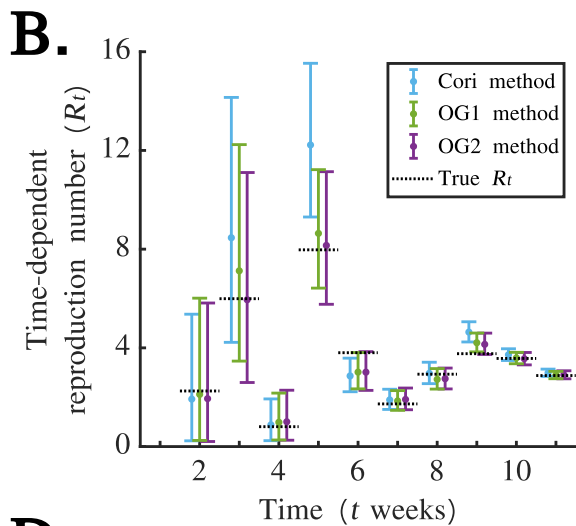 B.
16
12
8
4
0
Time-dependent
reproduction number (Rt)
Cori method
OG1 method
OG2 method
True Rt
2 4 6 8 10
Time (t weeks)